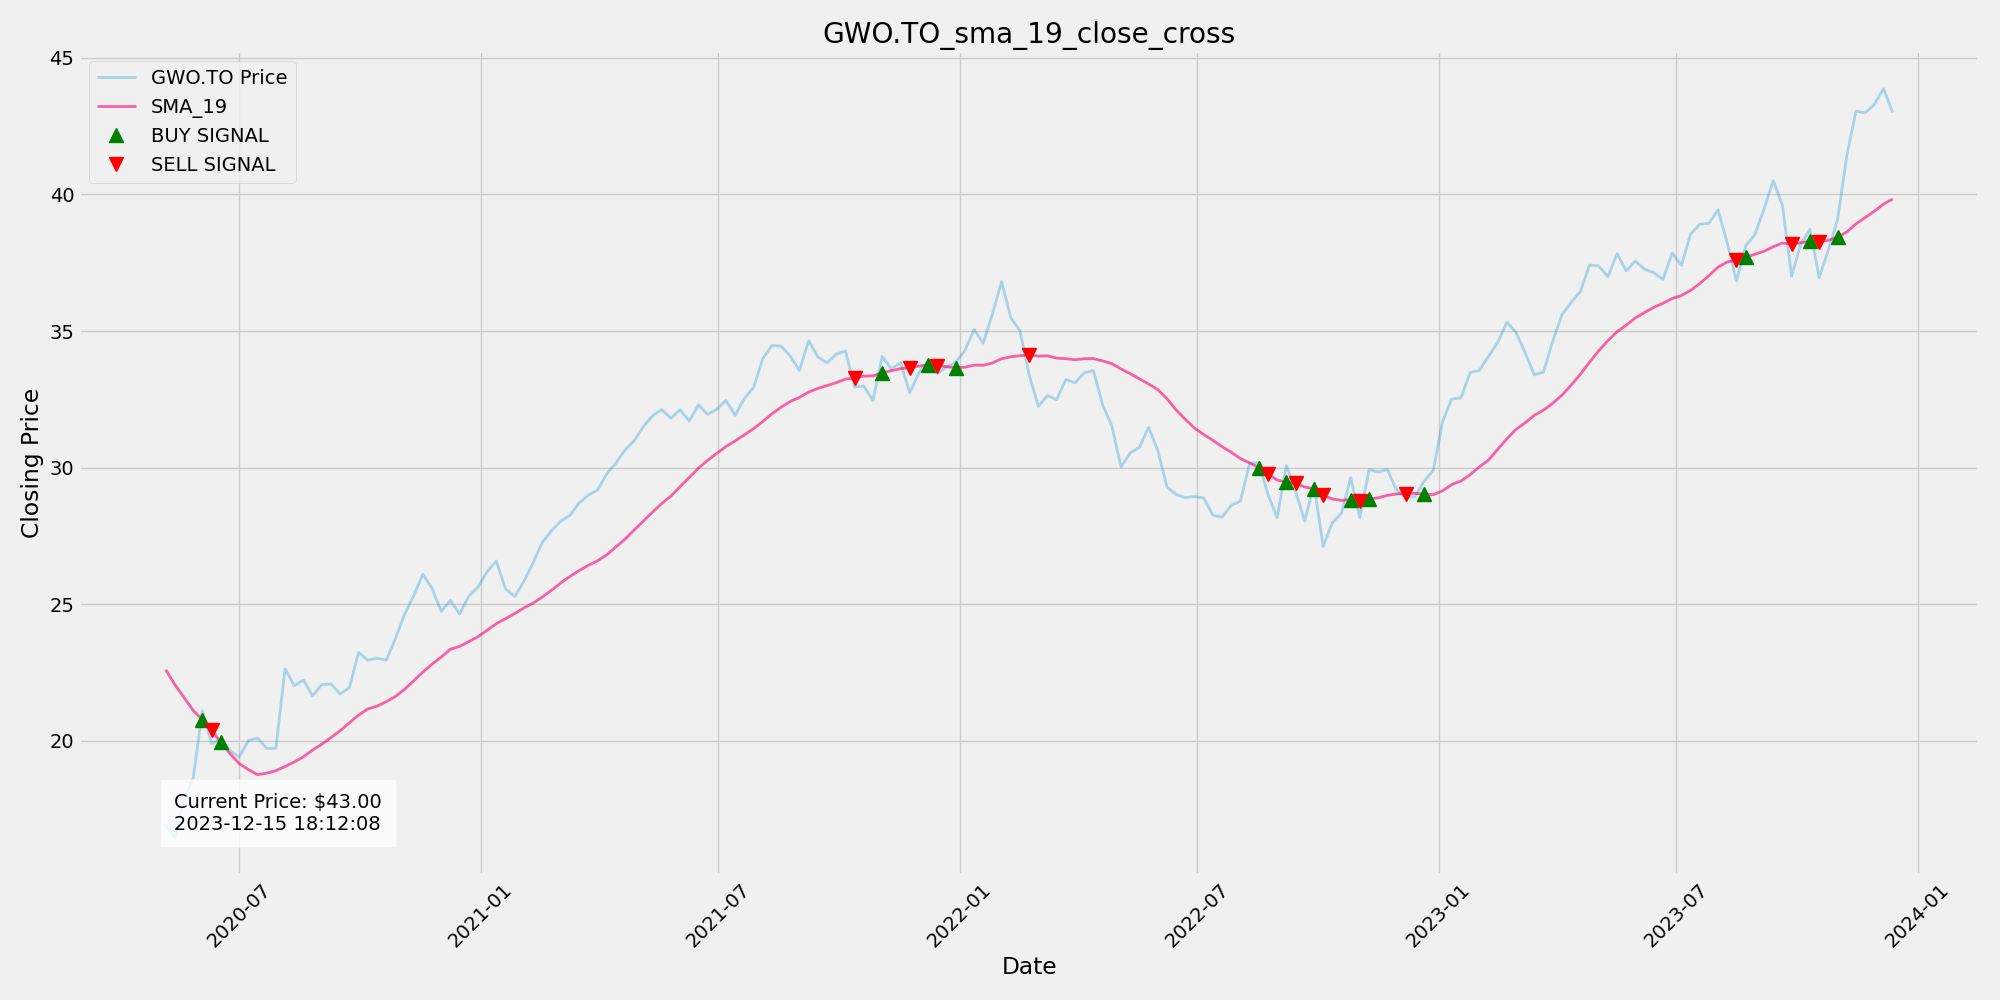 GWO.TO_sma_19_close_cross
GWO.TO Price
SMA_19
BUY SIGNAL
SELL SIGNAL
45
40
35
30
25
20
Closing Price
Current Price: $43.00
2023-12-15 18:12:08
2020-07
2021-01
2021-07
2022-01
2022-07
2023-01
2023-07
2024-01
Date